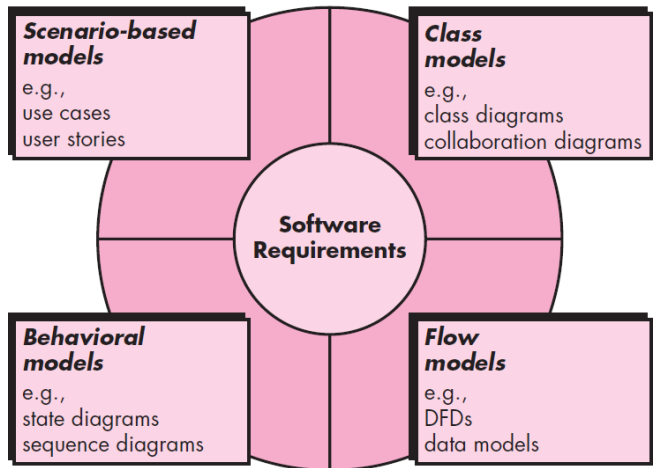 Scenario-based
models
e.g.,
use cases
user stories
Class
models
e.g.,
class diagrams
collaboration diagrams
Software
Requirements
Behavioral
models
e.g.,
state diagrams
sequence diagrams
Flow
models
e.g.,
DFDs
data models